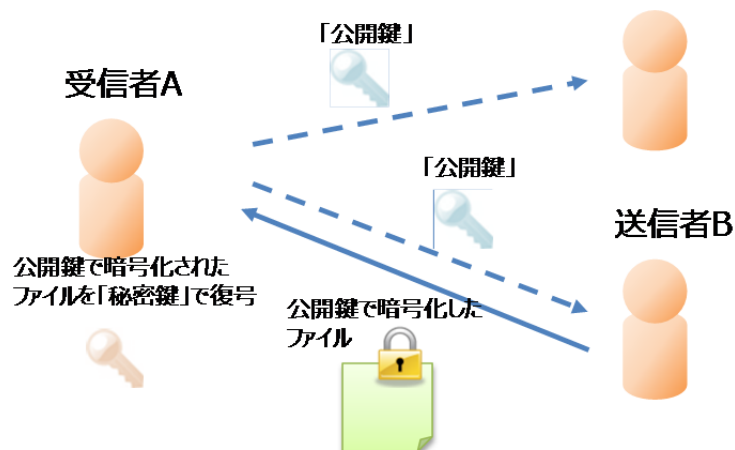 「公開鍵」
受信者A
「公開鍵」
送信者B
公開鍵で暗号化された
ファイルを「秘密鍵」で復号
公開鍵で暗号化した
ファイル